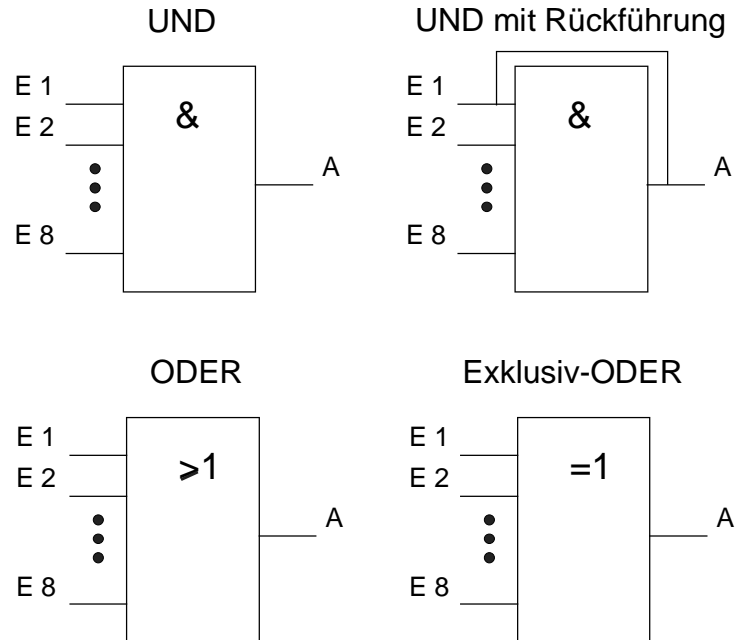 UND
E 1
E 2
E 8
&
A
UND mit Rückführung
E 1
E 2
E 8
&
A
ODER
E 1
E 2
E 8
⩾1
A
Exklusiv-ODER
E 1
E 2
E 8
=1
A